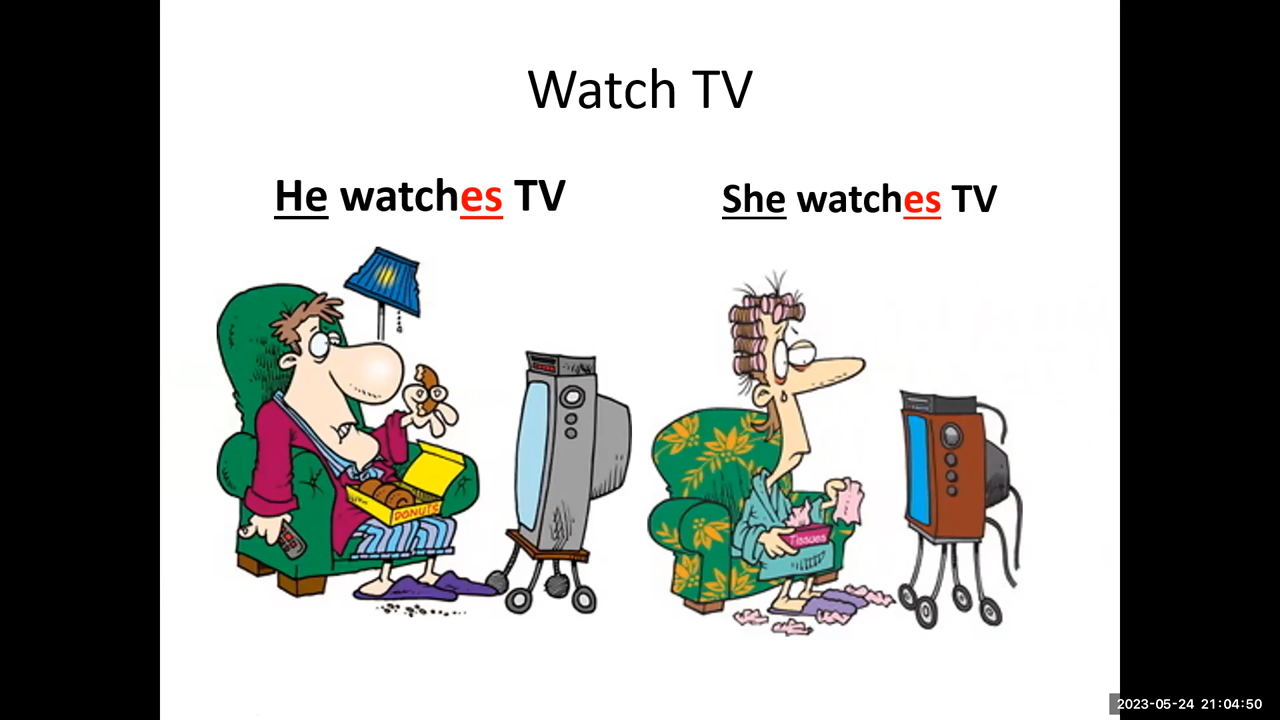 Watch TV
He watches TV
She watches TV
DONUTS
Tissues
2023-05-24 21:04:50